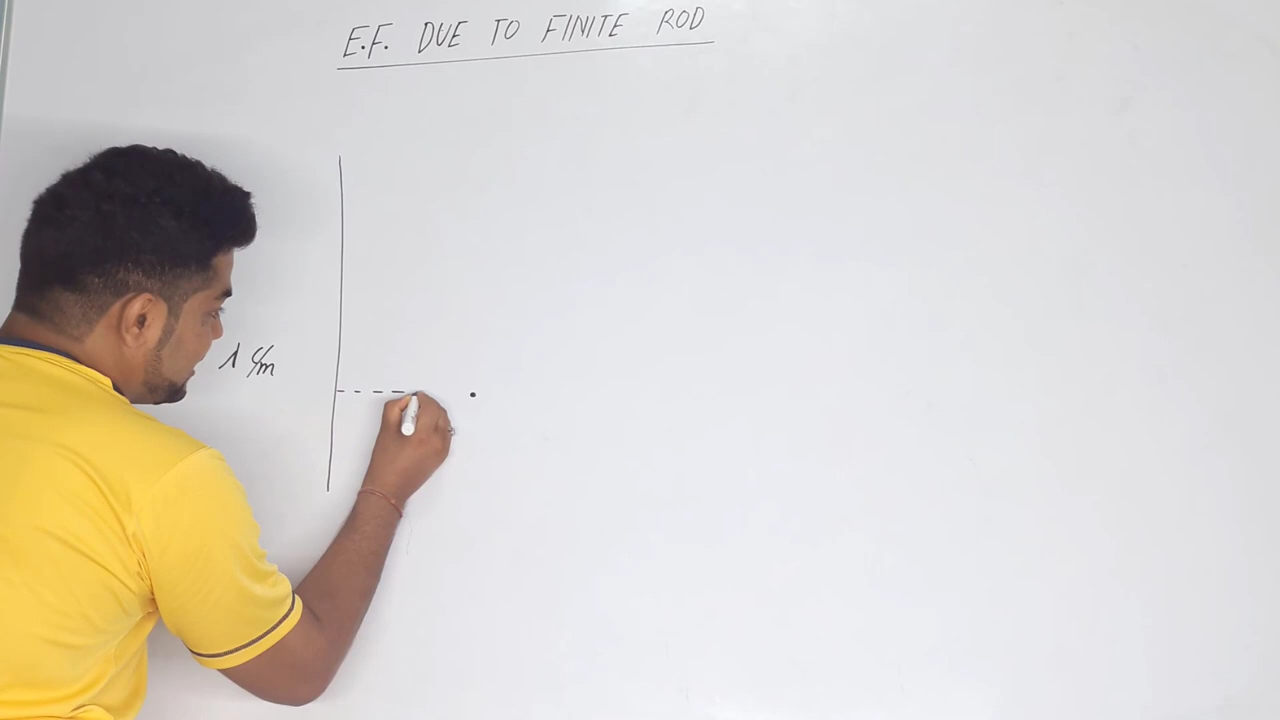 E.F. DUE TO FINITE ROD
λ C/m